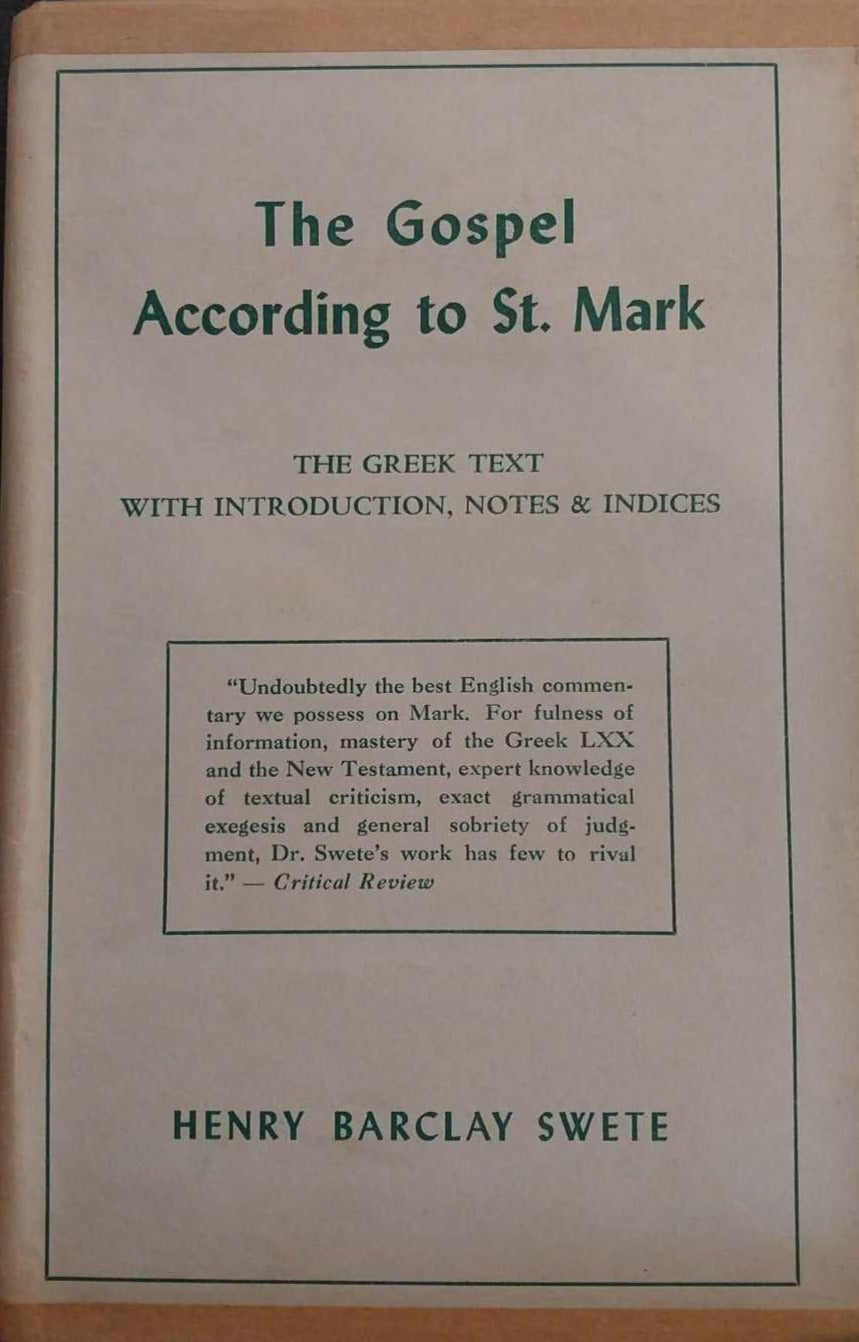 The Gospel
According to St. Mark
THE GREEK TEXT
WITH INTRODUCTION, NOTES & INDICES
“Undoubtedly the best English commen-
tary we possess on Mark. For fulness of
information, mastery of the Greek LXX
and the New Testament, expert knowledge
of textual criticism, exact grammatical
exegesis and general sobriety of judg-
ment, Dr. Swete’s work has few to rival
it.” — Critical Review
HENRY BARCLAY SWETE